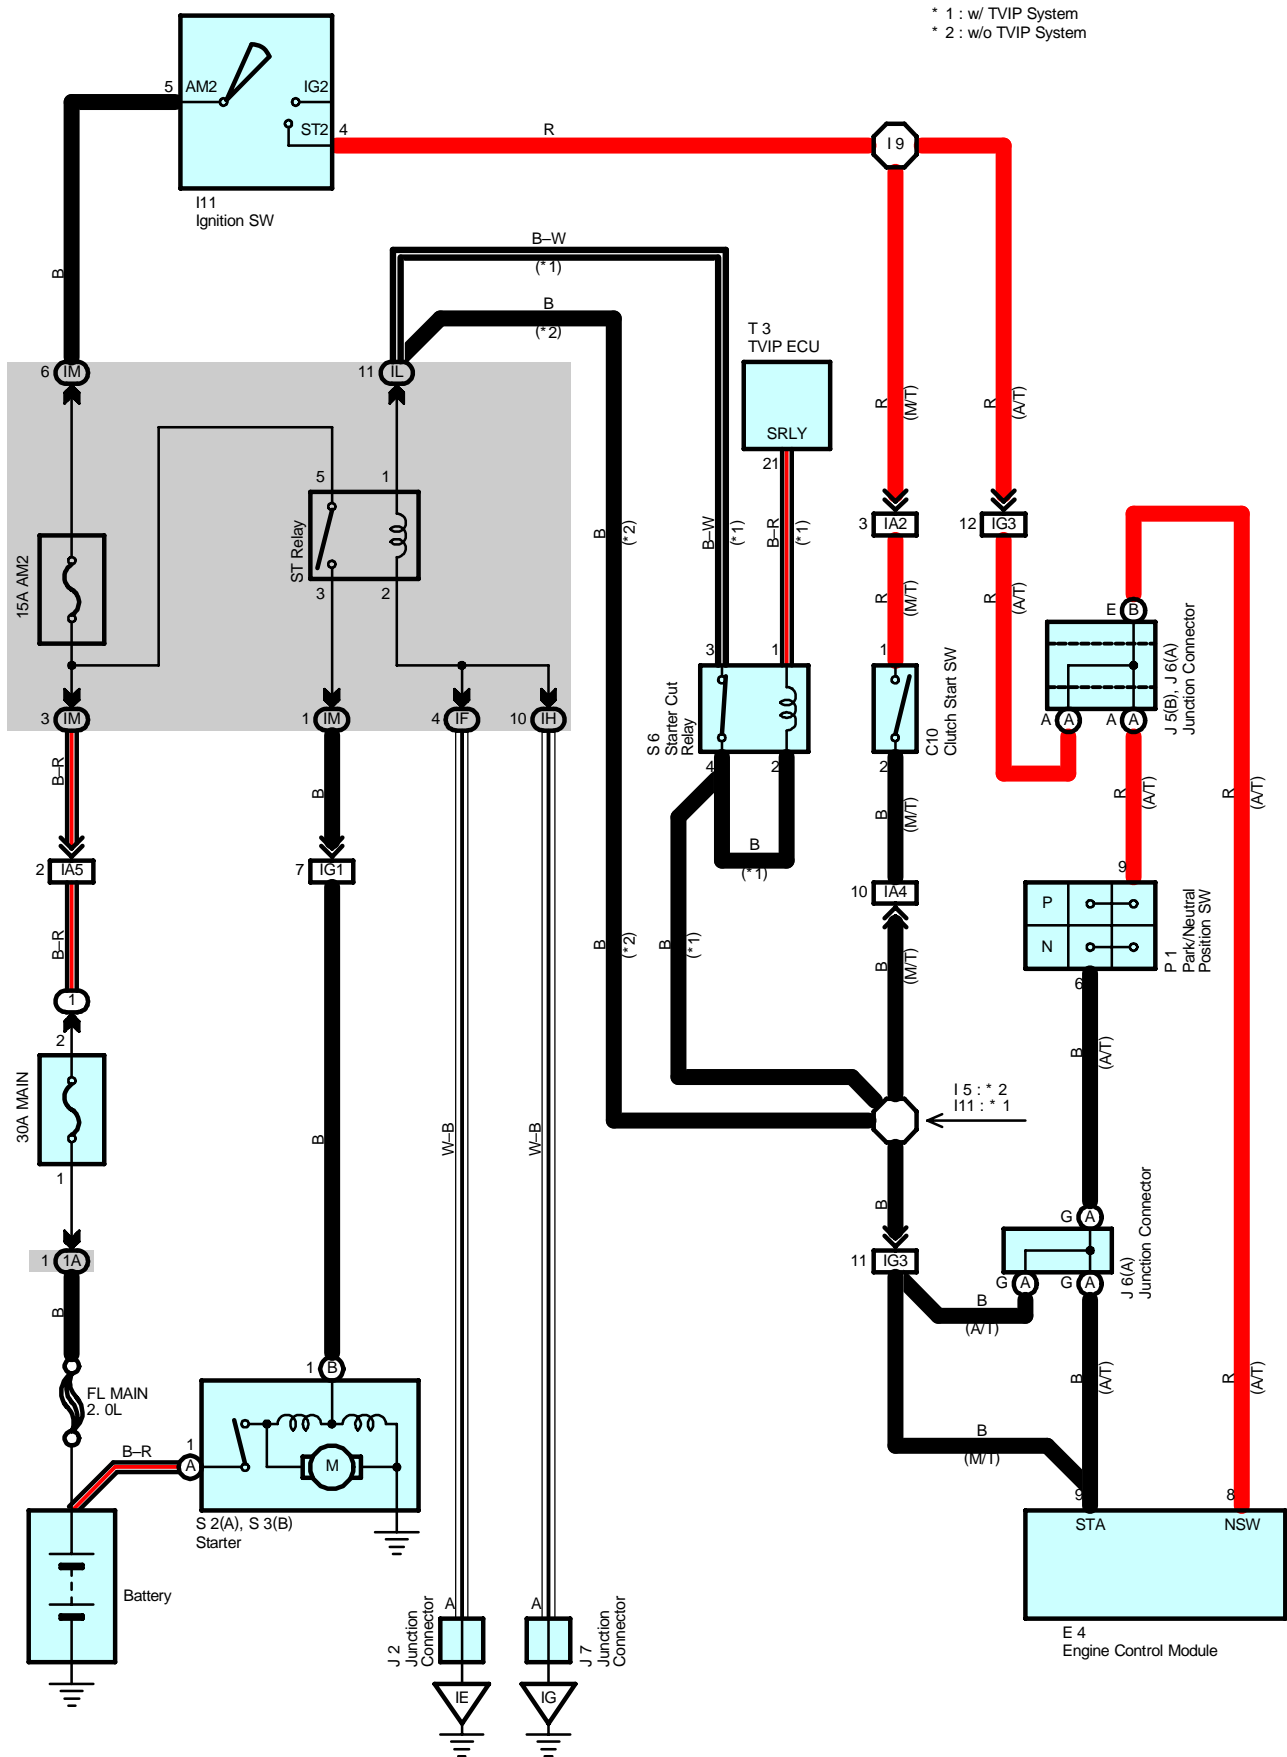 * 1 : w/ TVIP System
* 2 : w/o TVIP System
5 AM2 IG2
ST2 4
R
I 9
I11
Ignition SW
B
B–W
(* 1)
B
(* 2)
T 3
TVIP ECU
SRLY
21
6 IM
11 IL
R (M/T)
R (A/T)
5 1
ST Relay
3 2
15A AM2
B (* 2)
B–W (* 1)
B–R (* 1)
3 IA2
12 IG3
R (M/T)
R (A/T)
E B
J 5(B), J 6(A)
Junction Connector
A A
A A
3 1
S 6
Starter Cut
Relay
4 2
1
C10
Clutch Start SW
2
3 IM
1 IM
4 IF
10 IH
B–R
B
B
(* 1)
B (M/T)
R (A/T)
R (A/T)
2 IA5
7 IG1
10 IA4
9
P
N
P 1
Park/Neutral
Position SW
6
B–R
B (* 2)
B (* 1)
B (M/T)
1
2
30A MAIN
1
B
W–B
W–B
B (A/T)
I 5 : * 2
I11 : * 1
B
G A
J 6(A)
Junction Connector
G A
G A
1 1A
11 IG3
B
(A/T)
B
1 B
FL MAIN
2. 0L
B–R
1
A
M
S 2(A), S 3(B)
Starter
B
(M/T)
B (A/T)
R (A/T)
9
8
STA NSW
E 4
Engine Control Module
Battery
A
J 2
Junction
Connector
A
J 7
Junction
Connector
IE
IG